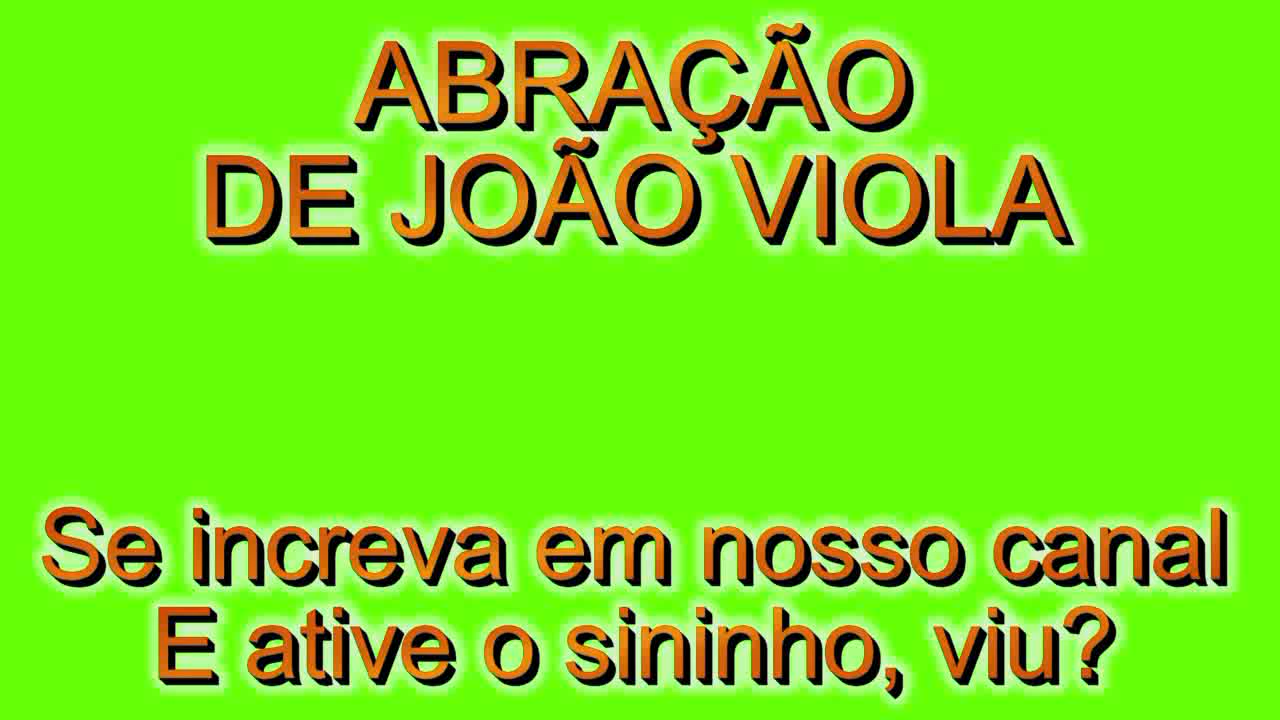 ABRAÇÃO
DE JOÃO VIOLA
Se increva em nosso canal
E ative o sininho, viu?